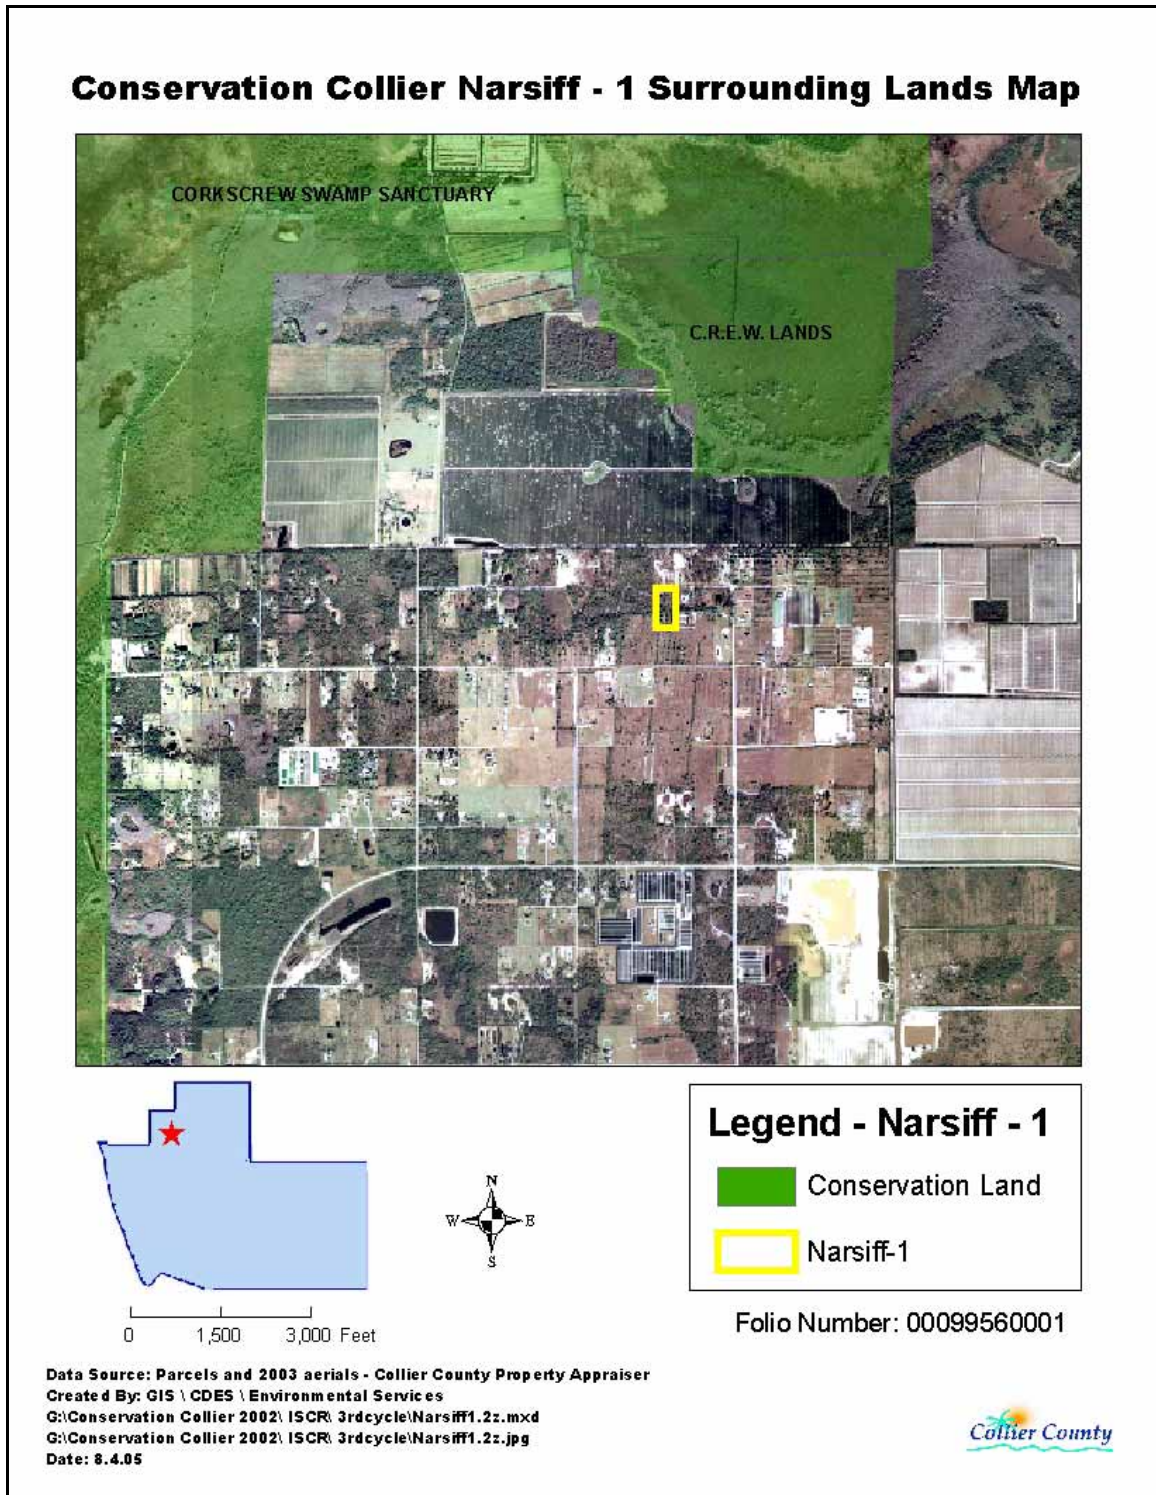 Conservation Collier Narsiff - 1 Surrounding Lands Map
CORKSCREW SWAMP SANCTUARY
C.R.E.W. LANDS
Legend - Narsiff - 1
Conservation Land
Narsiff-1
N
W
E
S
0 1,500 3,000 Feet
Folio Number: 00099560001
Data Source: Parcels and 2003 aerials - Collier County Property Appraiser
Created By: GIS \ CDES \ Environmental Services
G:\Conservation Collier 2002\ ISCR\ 3rdcycle\Narsiff1.2z.mxd
G:\Conservation Collier 2002\ ISCR\ 3rdcycle\Narsiff1.2z.jpg
Date: 8.4.05
Collier County